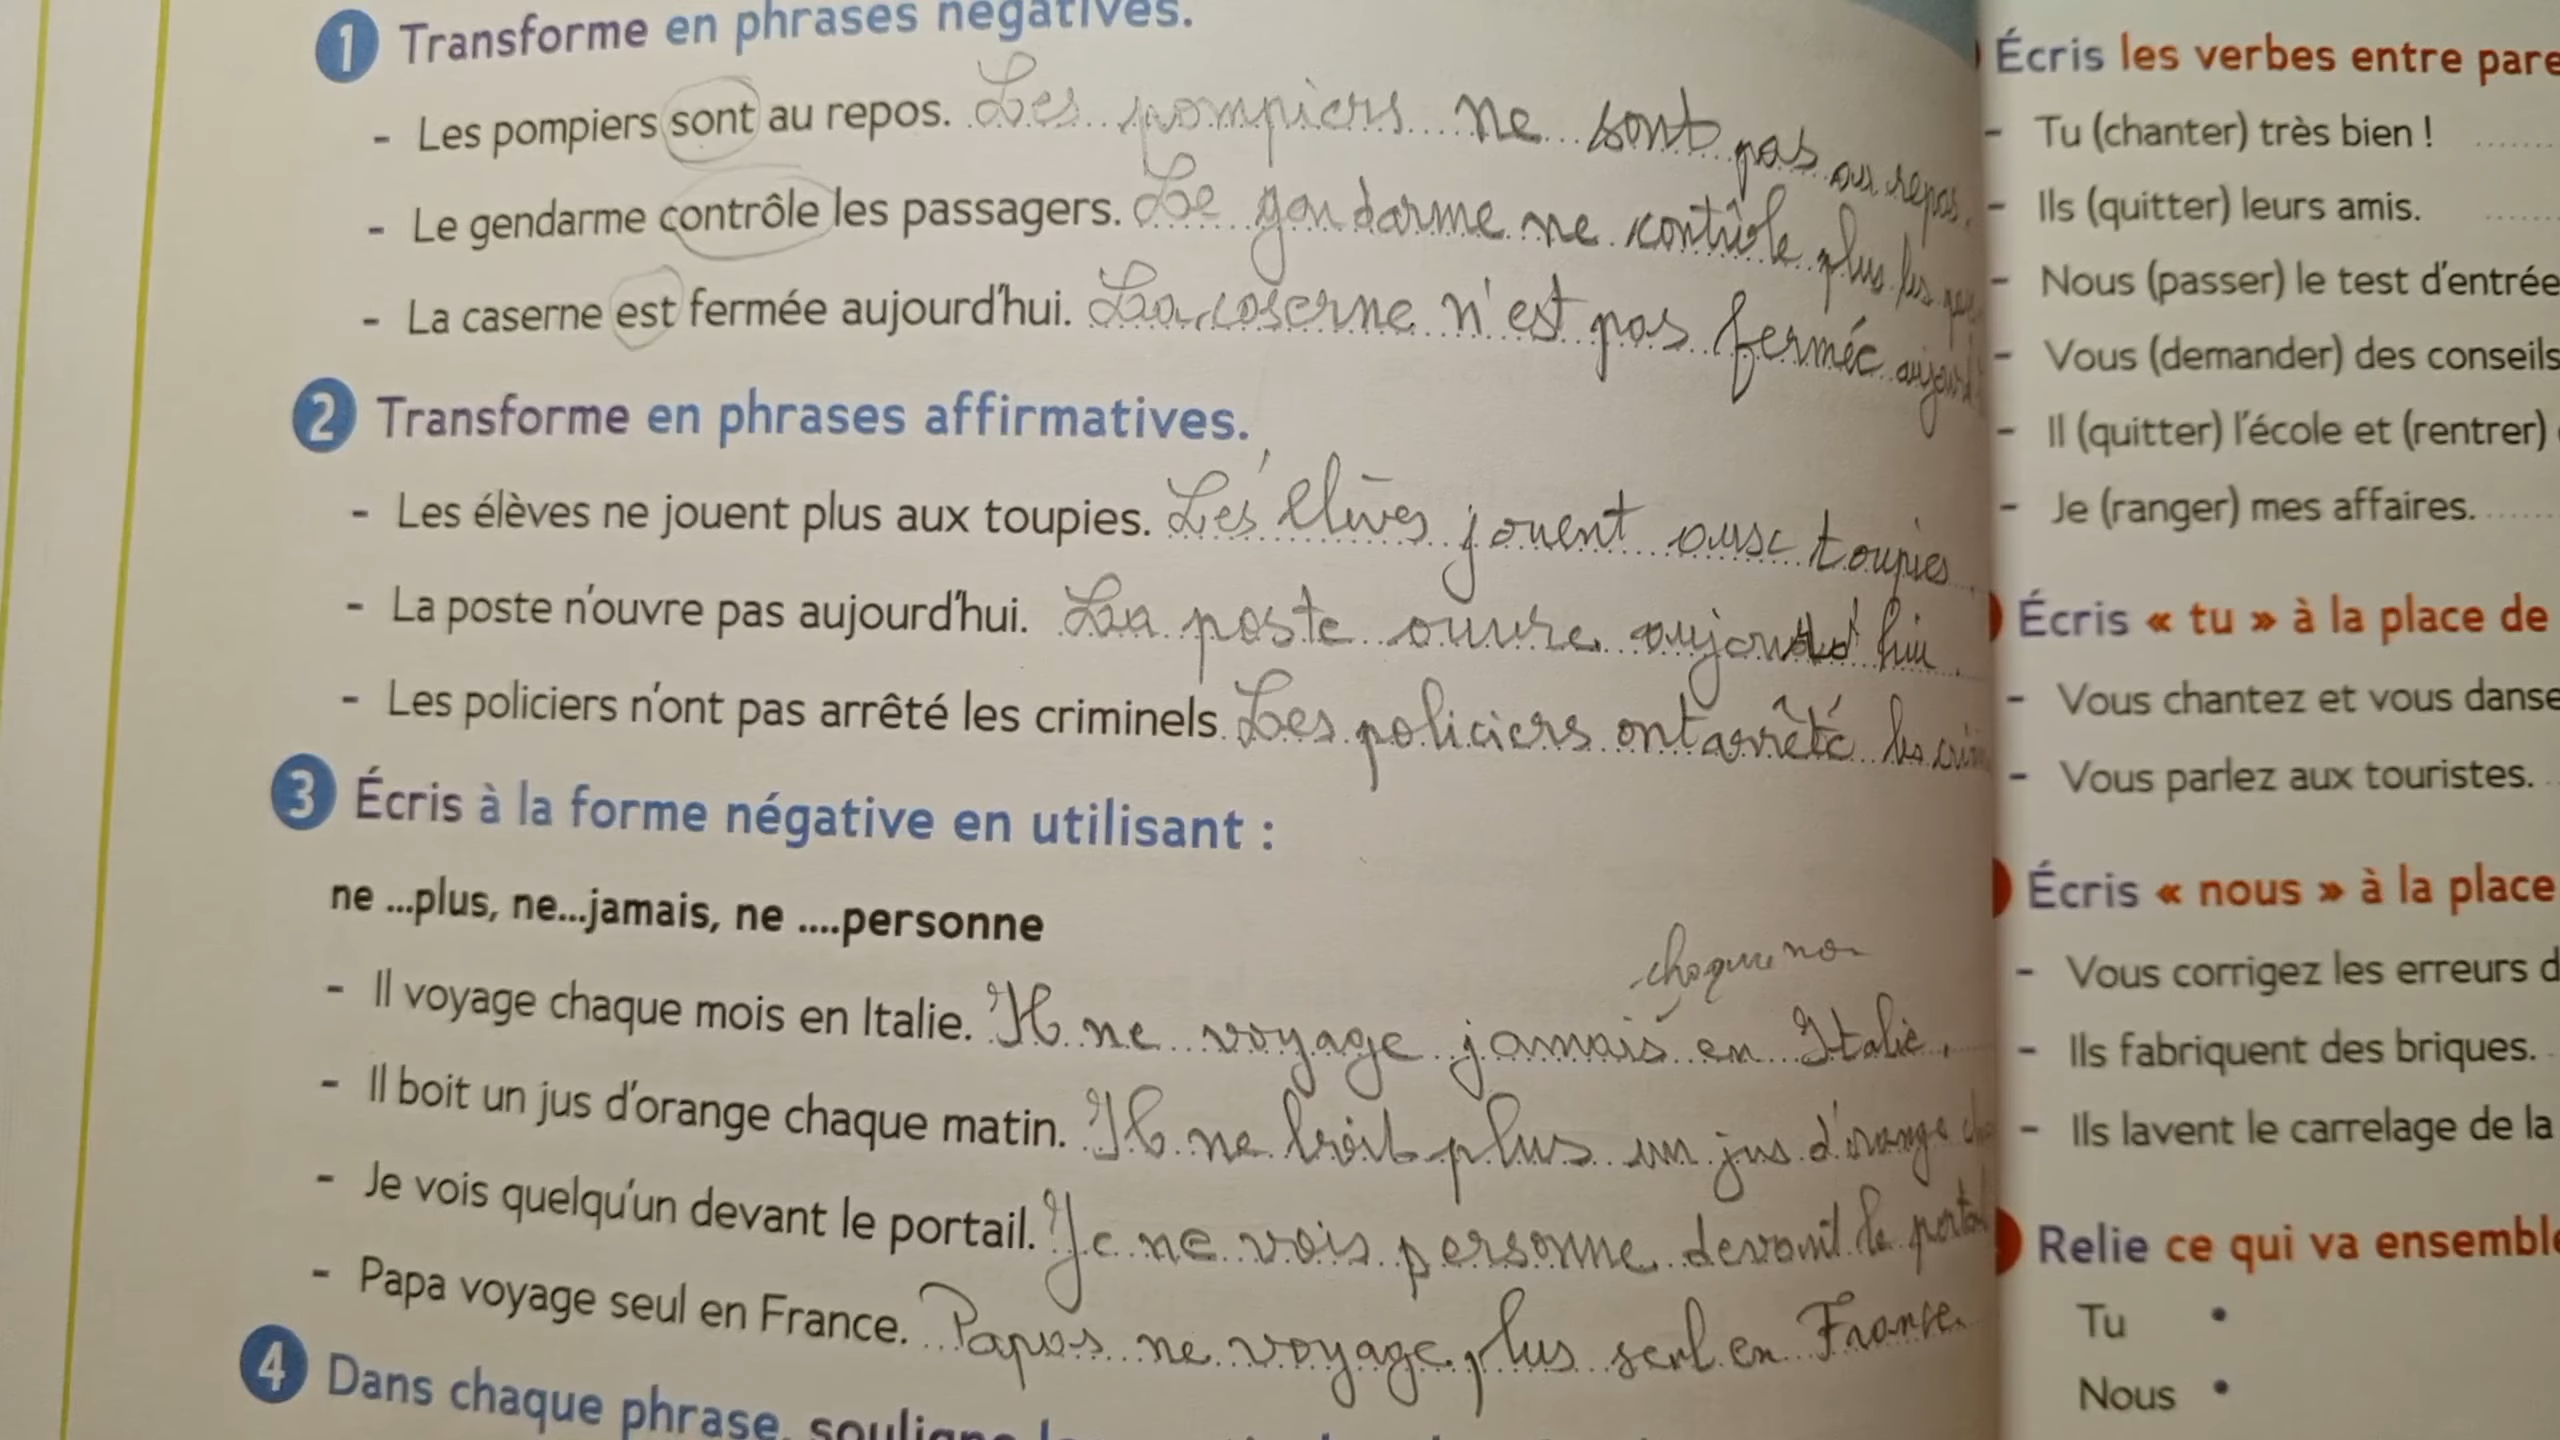 1 Transforme en phrases négatives.
- Les pompiers sont au repos. Les pompiers ne sont pas au repos.
- Le gendarme contrôle les passagers. Le gendarme ne contrôle plus les
- La caserne est fermée aujourd'hui. La caserne n'est pas fermée aujourd
2 Transforme en phrases affirmatives.
- Les élèves ne jouent plus aux toupies. Les élèves jouent aux toupies
- La poste n'ouvre pas aujourd'hui. La poste ouvre aujourd'hui
- Les policiers n'ont pas arrêté les criminels. Les policiers ont arrêté les
3 Écris à la forme négative en utilisant :
ne ...plus, ne...jamais, ne ....personne
chaque
- Il voyage chaque mois en Italie. Il ne voyage jamais en Italie.
- Il boit un jus d'orange chaque matin. Il ne boit plus un jus d'orange
- Je vois quelqu'un devant le portail. Je ne vois personne devant le
- Papa voyage seul en France. Papa ne voyage plus seul en France.
4 Dans chaque phrase, souligne
Écris les verbes entre pare
- Tu (chanter) très bien !
- Ils (quitter) leurs amis.
- Nous (passer) le test d'entrée
- Vous (demander) des conseils
- Il (quitter) l'école et (rentrer)
- Je (ranger) mes affaires.
Écris « tu » à la place de
- Vous chantez et vous danse
- Vous parlez aux touristes.
Écris « nous » à la place
- Vous corrigez les erreurs d
- Ils fabriquent des briques.
- Ils lavent le carrelage de la
Relie ce qui va ensemble
Tu •
Nous •